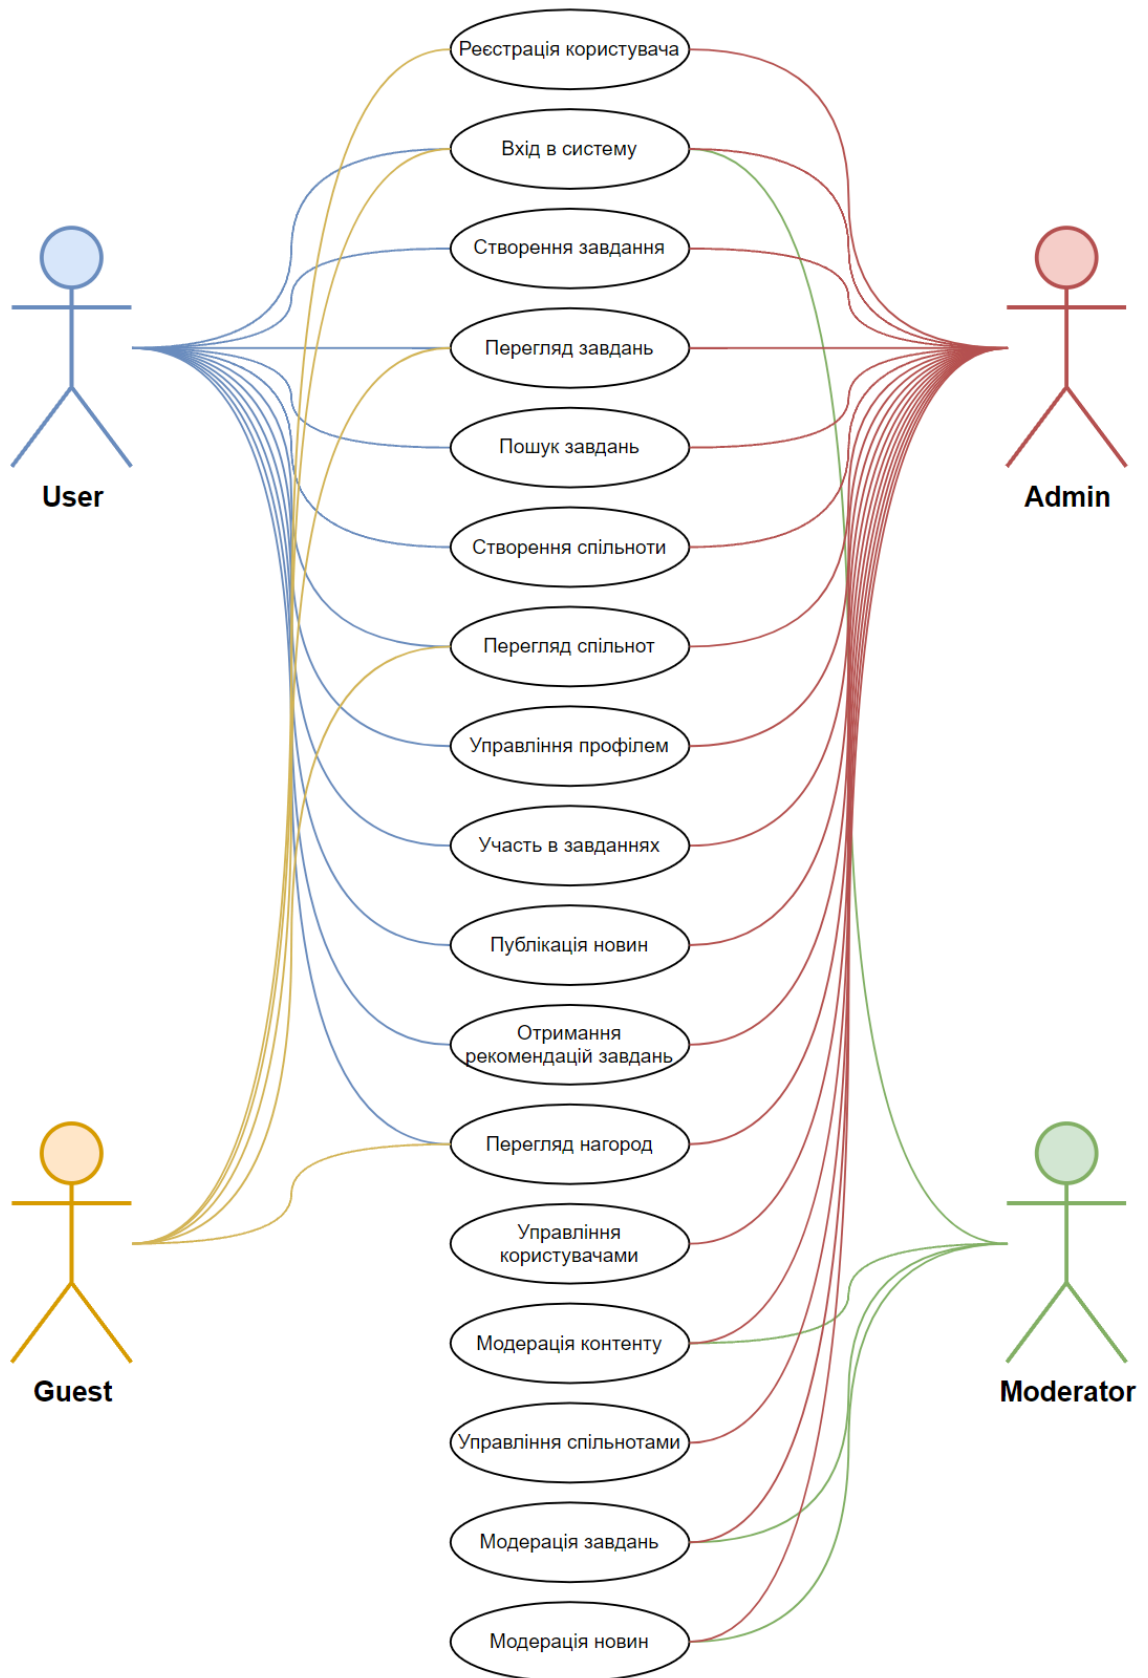 Реєстрація користувача
Вхід в систему
Створення завдання
Перегляд завдань
Пошук завдань
User
Admin
Створення спільноти
Перегляд спільнот
Управління профілем
Участь в завданнях
Публікація новин
Отримання
рекомендацій завдань
Перегляд нагород
Управління
користувачами
Модерація контенту
Guest
Moderator
Управління спільнотами
Модерація завдань
Модерація новин